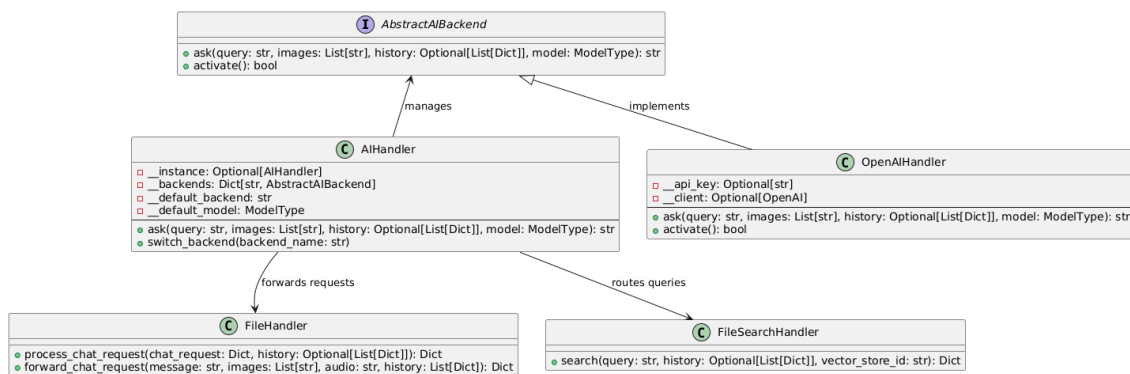 I AbstractAIBackend
ask(query: str, images: List[str], history: Optional[List[Dict]], model: ModelType): str
activate(): bool
manages
implements
C AIHandler
__instance: Optional[AIHandler]
__backends: Dict[str, AbstractAIBackend]
__default_backend: str
__default_model: ModelType
ask(query: str, images: List[str], history: Optional[List[Dict]], model: ModelType): str
switch_backend(backend_name: str)
C OpenAIHandler
__api_key: Optional[str]
__client: Optional[OpenAI]
ask(query: str, images: List[str], history: Optional[List[Dict]], model: ModelType): str
activate(): bool
forwards requests
routes queries
C FileHandler
process_chat_request(chat_request: Dict, history: Optional[List[Dict]]): Dict
forward_chat_request(message: str, images: List[str], audio: str, history: List[Dict]): Dict
C FileSearchHandler
search(query: str, history: Optional[List[Dict]], vector_store_id: str): Dict